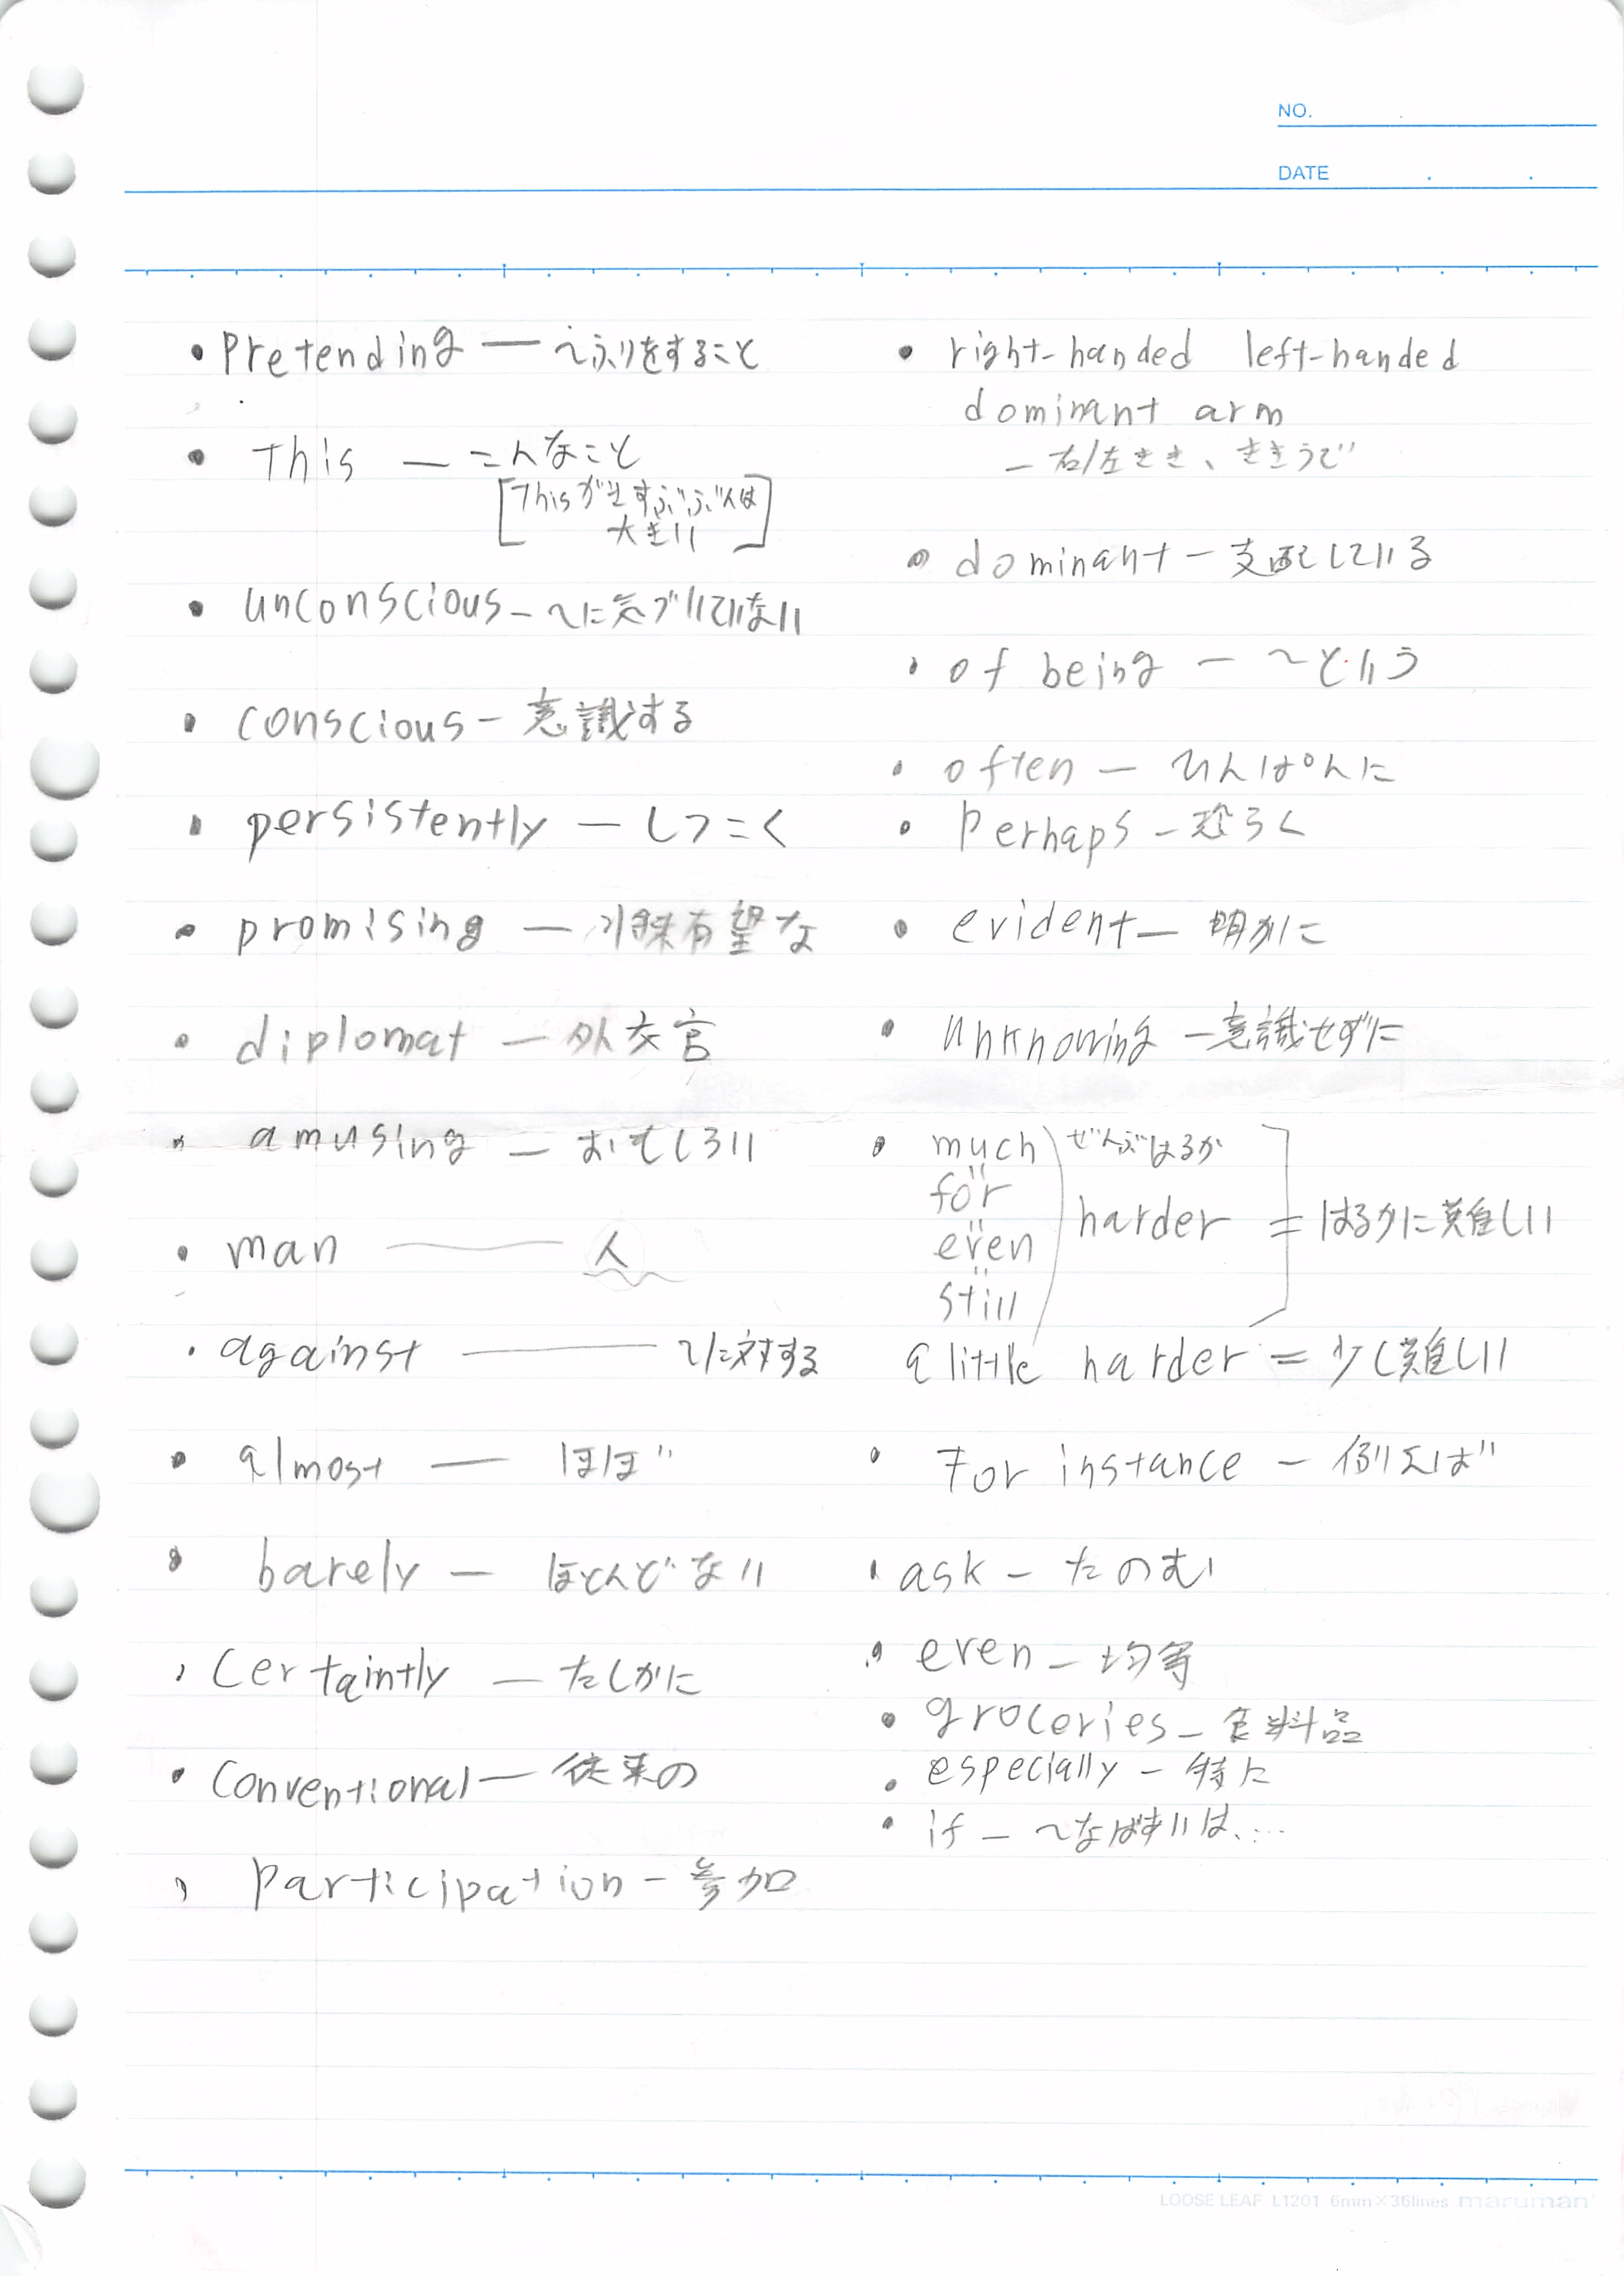 NO.
DATE
• Pretending — 〜ふりをすること
• This — こんなこと
[Thisがさすぶぶんは
大きい]
• unconscious - 〜に気づいていない
• conscious - 意識する
• persistently — しつこく
• promising — 将来有望な
• diplomat — 外交官
• amusing — おもしろい
• man — 人
• against — 〜に対する
• almost — ほぼ
• barely — ほとんどない
• Certaintly — たしかに
• Conventional — 従来の
• Participation - 参加
• right-handed left-handed
dominant arm
- 右/左きき、ききうで
• dominant - 支配している
• of being - 〜という
• often - ひんぱんに
• Perhaps - 恐らく
• evident - 明かに
• unknowing - 意識せずに
• much ぜんぶはるか
for
even harder = はるかに難しい
still
a little harder = 少し難しい
• For instance - 例えば
• ask - たのむ
• even - 均等
• groceries - 食料品
• especially - 特に
• if - 〜なば
LOOSE LEAF L1201 6mm×36lines maruman